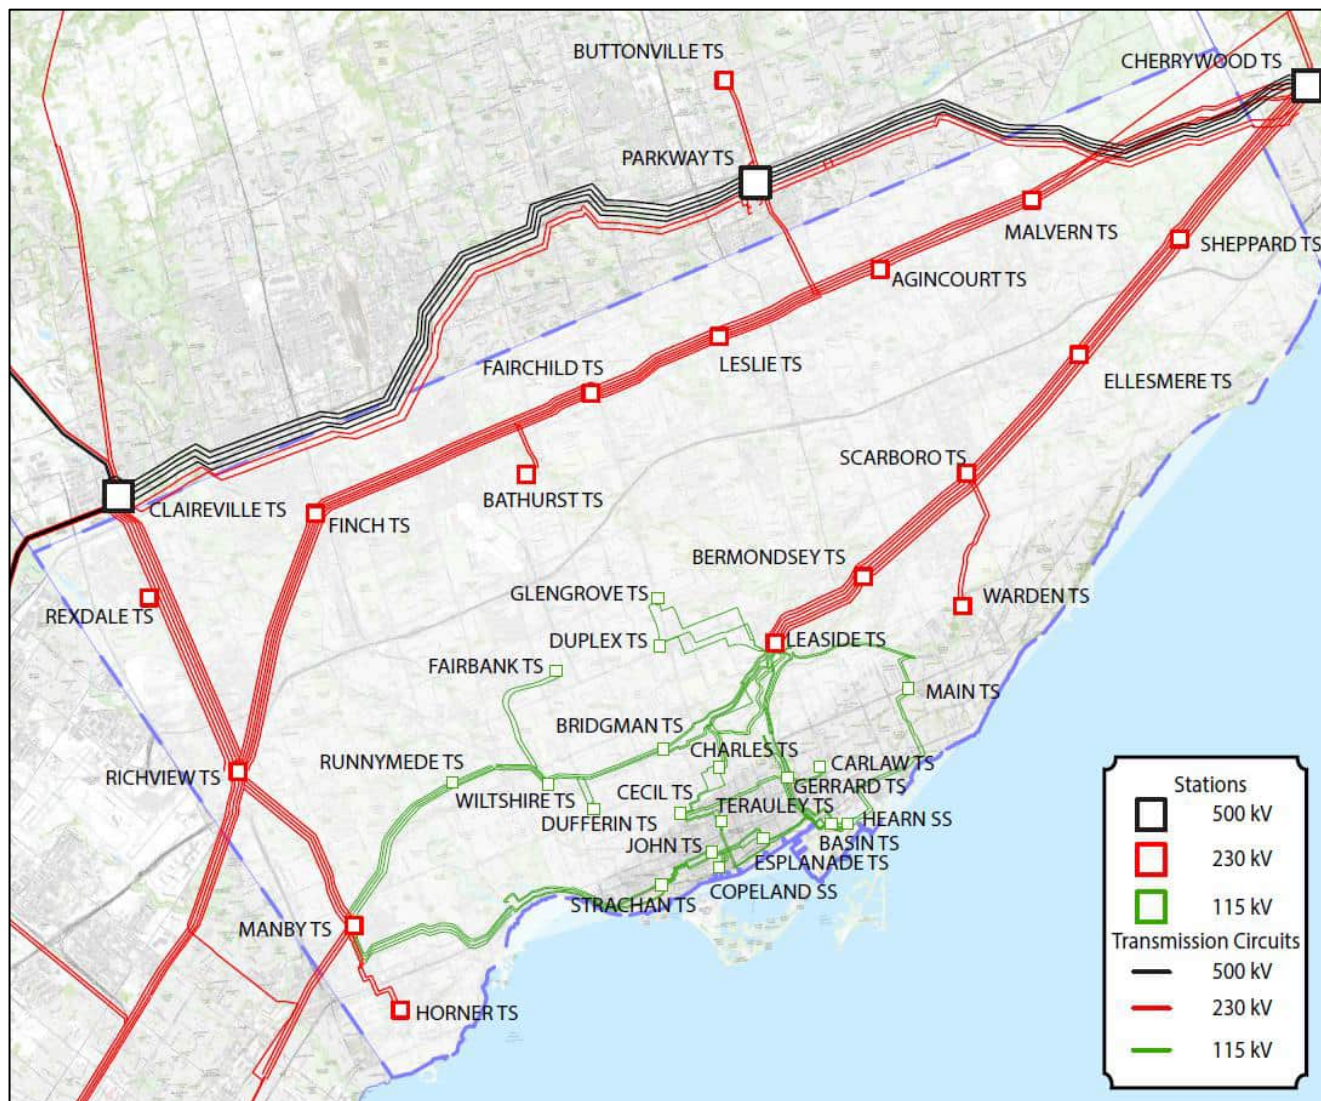 BUTTONVILLE TS
CHERRYWOOD TS
PARKWAY TS
MALVERN TS
SHEPPARD TS
AGINCOURT TS
FAIRCHILD TS
LESLIE TS
ELLESMERE TS
SCARBORO TS
BATHURST TS
CLAIREVILLE TS
FINCH TS
BERMONDSEY TS
GLENGROVE TS
WARDEN TS
REXDALE TS
DUPLEX TS
LEASIDE TS
FAIRBANK TS
MAIN TS
BRIDGMAN TS
CHARLES TS
RUNNYMEDE TS
CARLAW TS
RICHVIEW TS
GERRARD TS
CECIL TS
WILTSHIRE TS
TERAULEY TS
DUFFERIN TS
HEARN SS
JOHN TS
BASIN TS
ESPLANADE TS
COPELAND SS
STRACHAN TS
MANBY TS
HORNER TS
Stations
500 kV
230 kV
115 kV
Transmission Circuits
500 kV
230 kV
115 kV